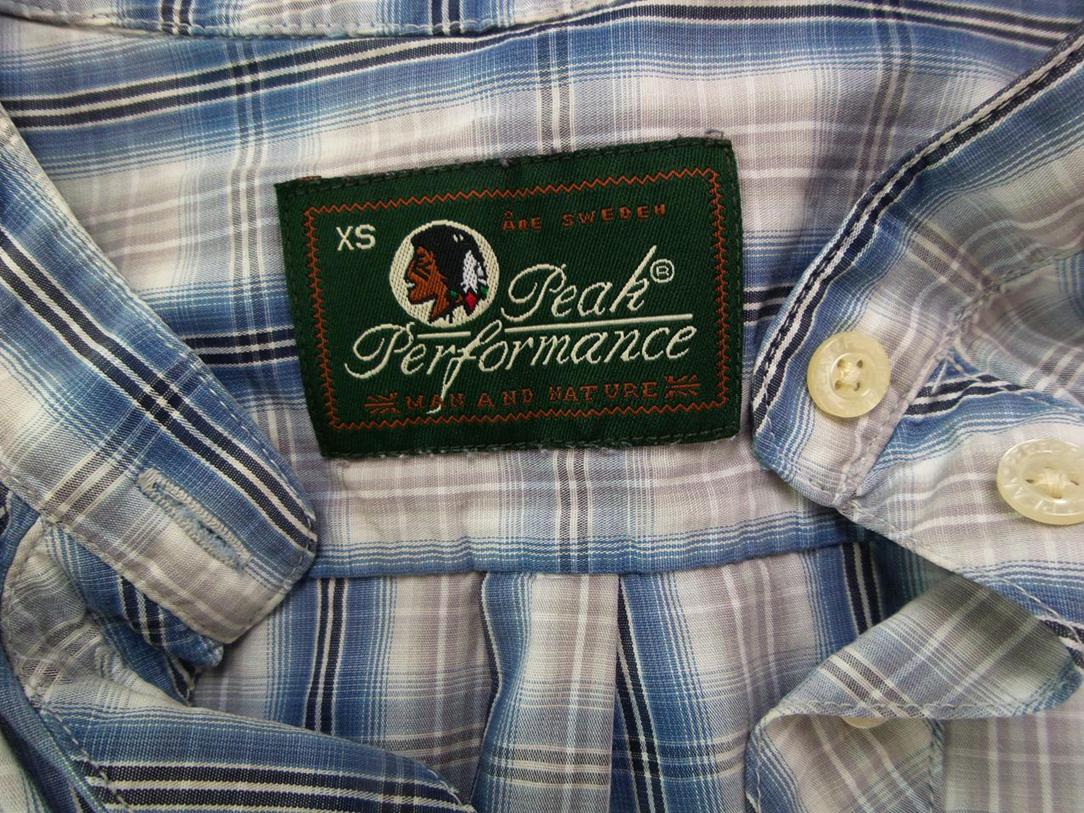 XS
ÅRE SWEDEN
Peak®
Performance
MAN AND NATURE